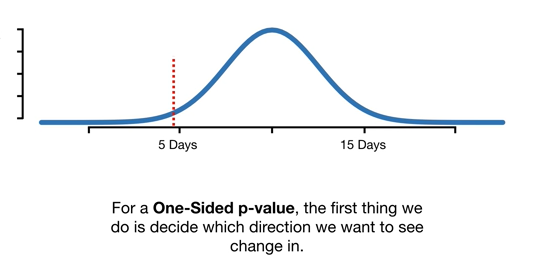 5 Days
15 Days
For a One-Sided p-value, the first thing we
do is decide which direction we want to see
change in.